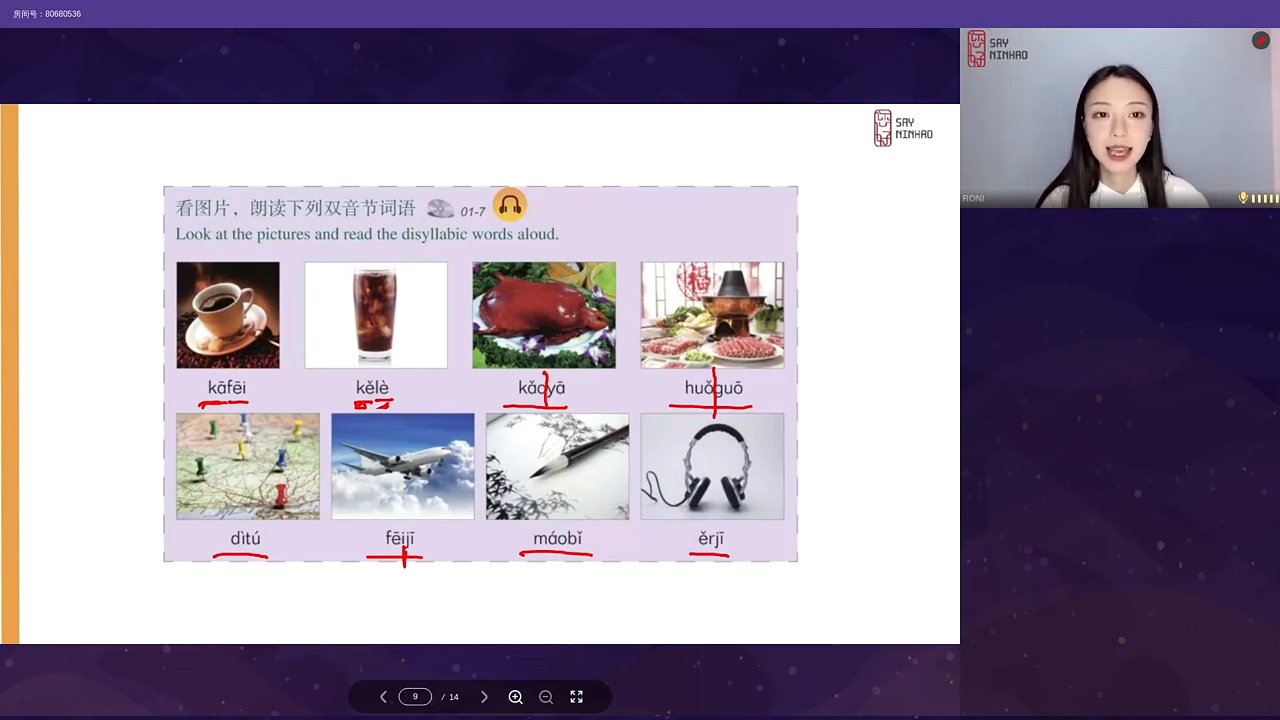 房间号：80680536
SAY
NINHAO
SAY
NINHAO
RONI
看图片，朗读下列双音节词语 01-7
Look at the pictures and read the disyllabic words aloud.
福
kāfēi kělè kǎoyā huǒguō
dìtú fēijī máobǐ ěrjī
9 / 14